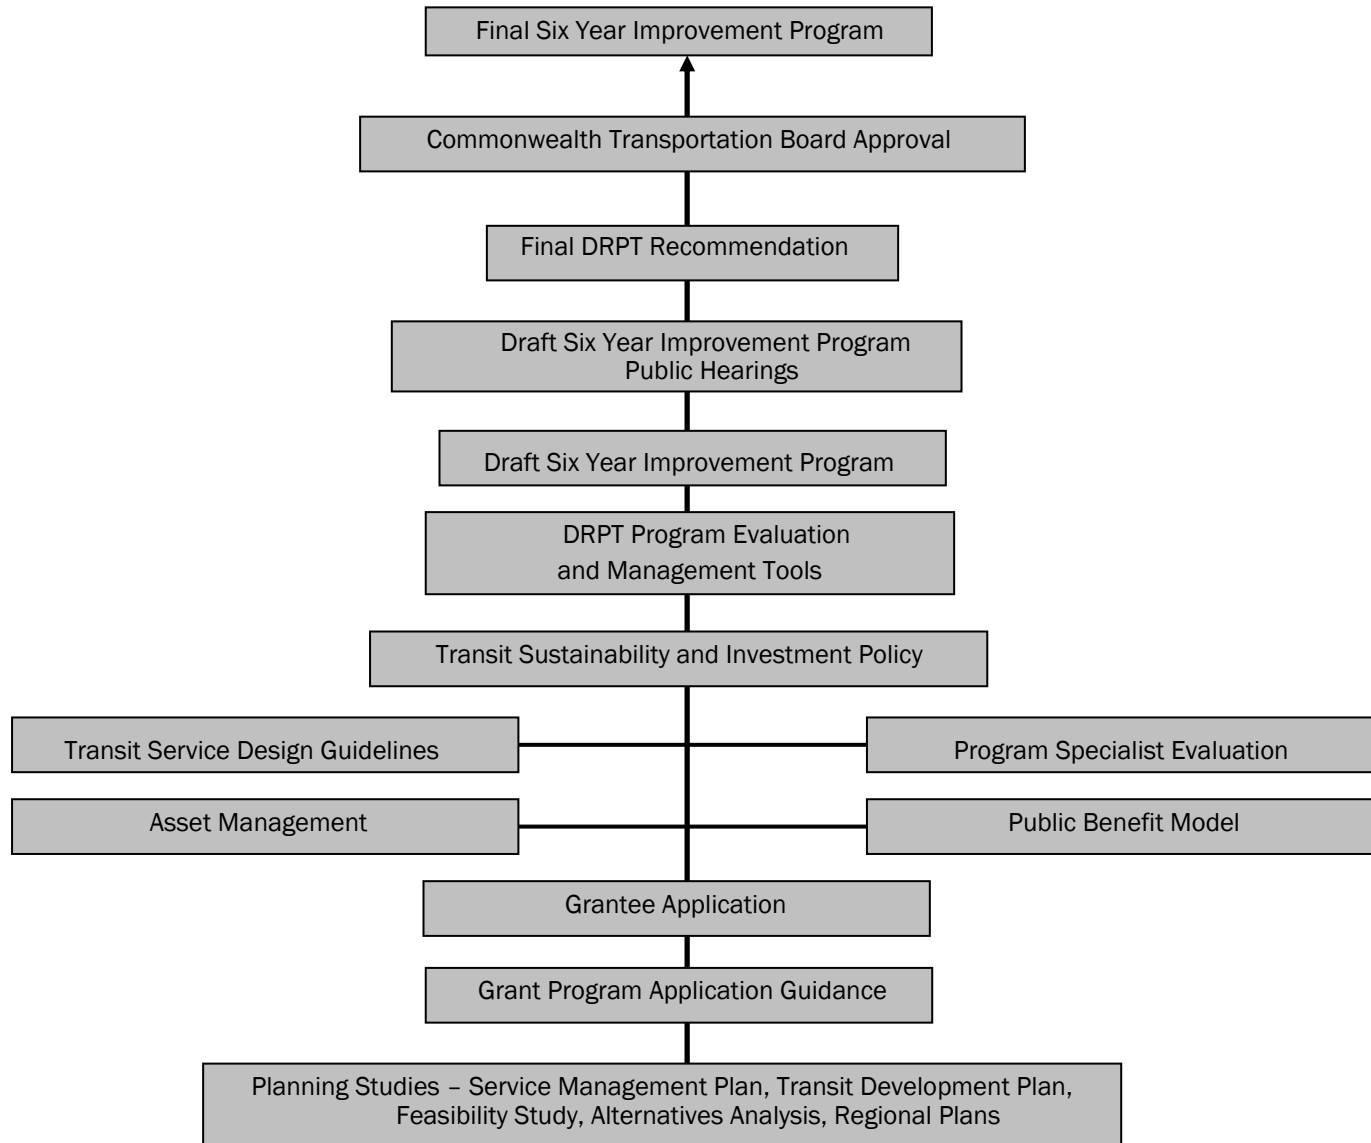 Final Six Year Improvement Program
Commonwealth Transportation Board Approval
Final DRPT Recommendation
Draft Six Year Improvement Program
Public Hearings
Draft Six Year Improvement Program
DRPT Program Evaluation
and Management Tools
Transit Sustainability and Investment Policy
Transit Service Design Guidelines
Program Specialist Evaluation
Asset Management
Public Benefit Model
Grantee Application
Grant Program Application Guidance
Planning Studies – Service Management Plan, Transit Development Plan,
Feasibility Study, Alternatives Analysis, Regional Plans